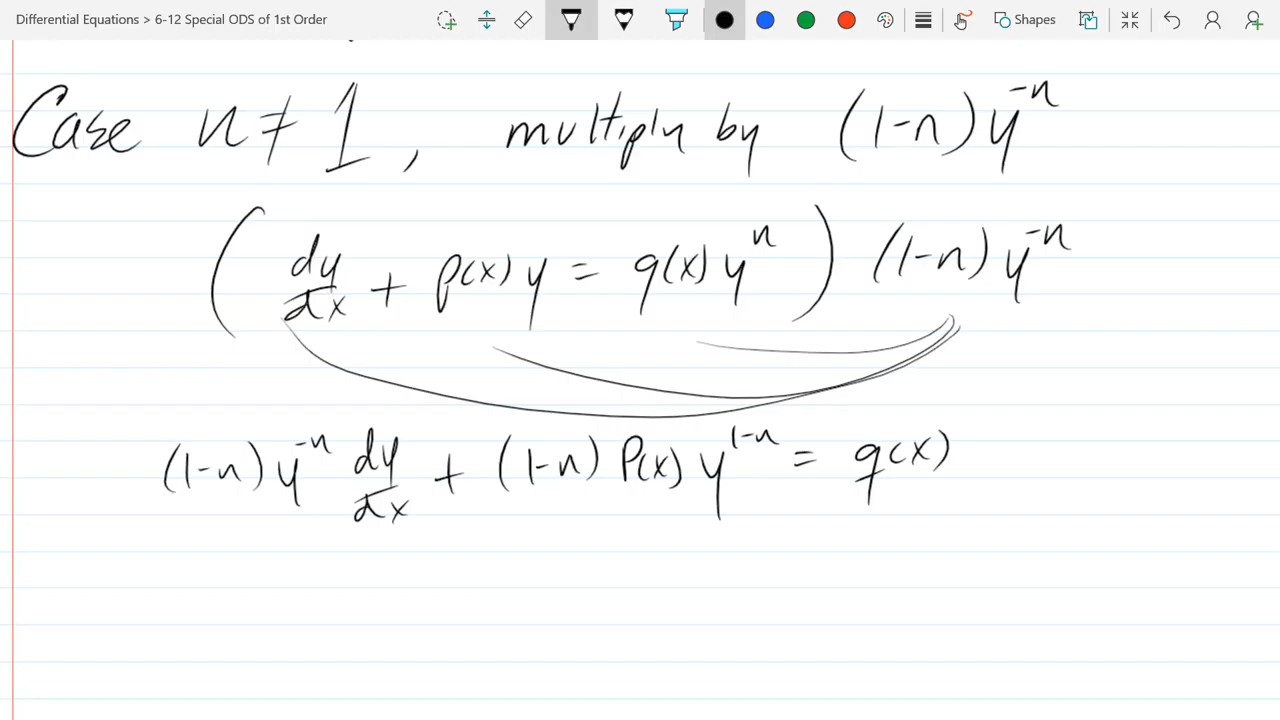 Differential Equations > 6-12 Special ODS of 1st Order
Shapes
Case n ≠ 1, multiply by (1-n) y^{-n}
( dy/dx + p(x) y = q(x) y^n ) (1-n) y^{-n}
(1-n) y^{-n} dy/dx + (1-n) P(x) y^{1-n} = q(x)